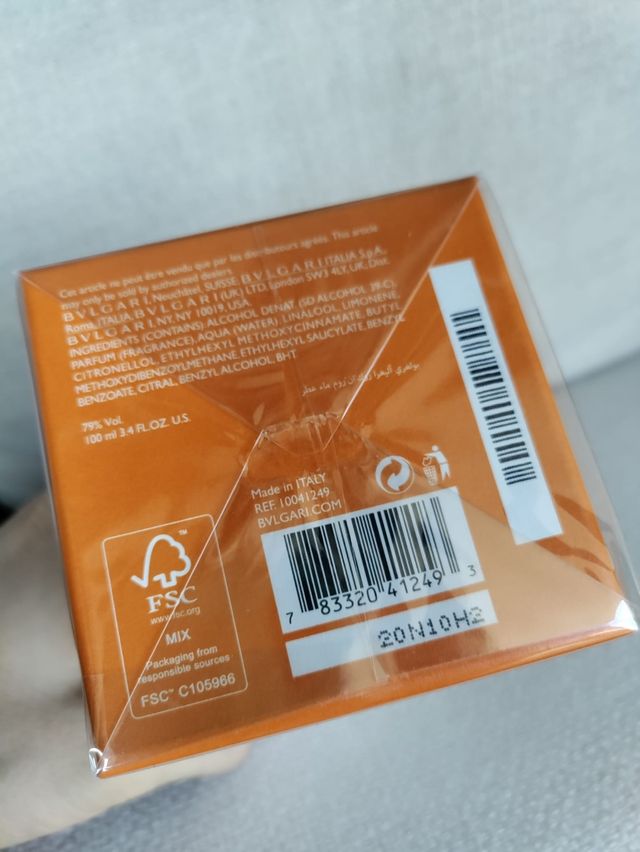 Cet article ne peut être vendu que par les distributeurs agréés. This article
may only be sold by authorized dealers.
BVLGARI, Neuchâtel, SUISSE BVLGARI ITALIA S.p.A.,
Roma, ITALIA BVLGARI (UK) LTD, London SW3 4LY, UK; Dist.
BVLGARI, NY, NY 10019, USA.
INGREDIENTS (CONTAINS): ALCOHOL DENAT. (SD ALCOHOL 39-C),
PARFUM (FRAGRANCE), AQUA (WATER) LINALOOL, LIMONENE,
CITRONELLOL, ETHYLHEXYL METHOXYCINNAMATE, BUTYL
METHOXYDIBENZOYLMETHANE, ETHYLHEXYL SALICYLATE, BENZYL
BENZOATE, CITRAL, BENZYL ALCOHOL, BHT
79% Vol.
100 ml 3.4 FL.OZ. U.S.
Made in ITALY
REF. 10041249
BVLGARI.COM
7 83320 41249 3
20N10H2
FSC™
www.fsc.org
MIX
Packaging from
responsible sources
FSC™ C105966